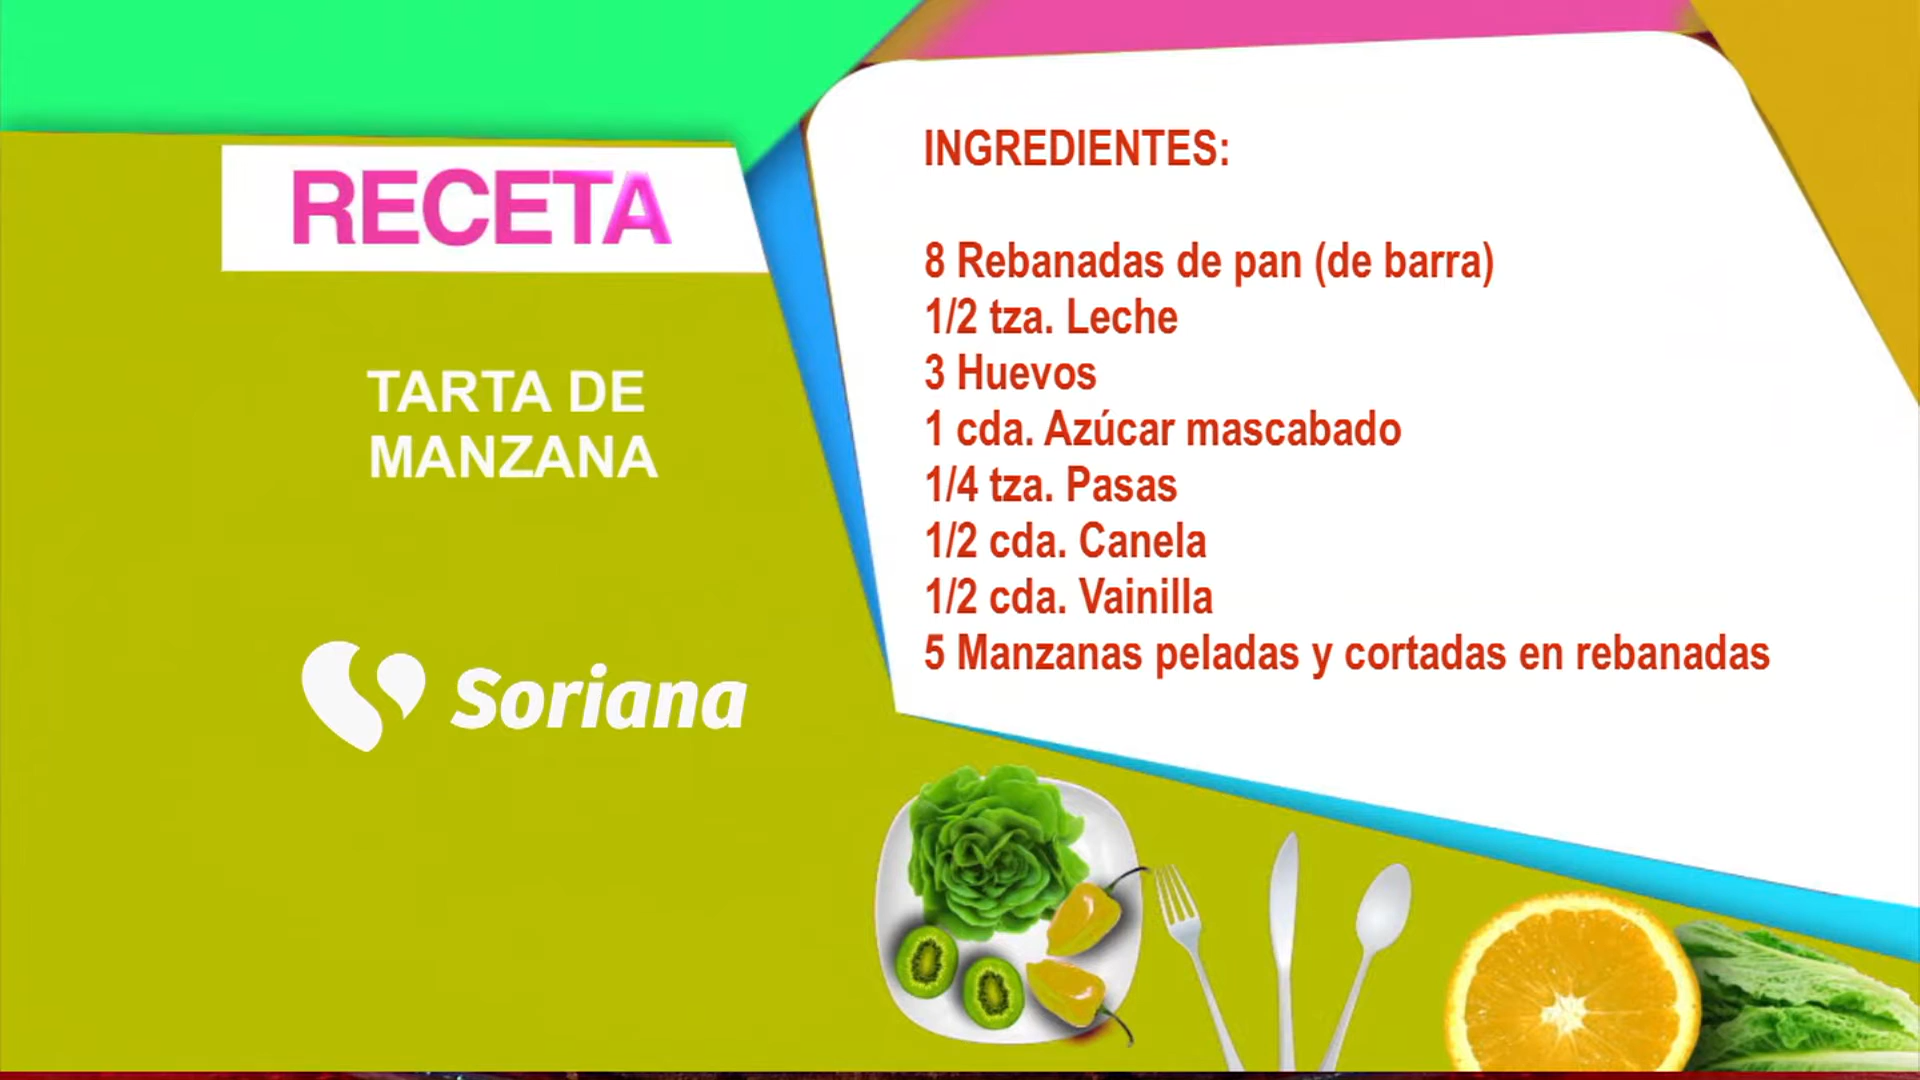 RECETA
TARTA DE
MANZANA
Soriana
INGREDIENTES:
8 Rebanadas de pan (de barra)
1/2 tza. Leche
3 Huevos
1 cda. Azúcar mascabado
1/4 tza. Pasas
1/2 cda. Canela
1/2 cda. Vainilla
5 Manzanas peladas y cortadas en rebanadas